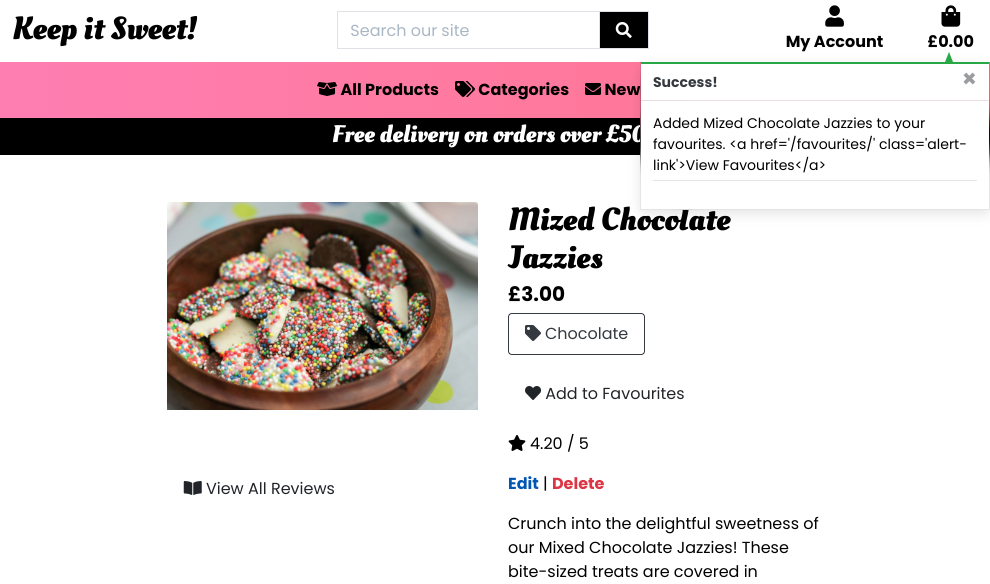 Keep it Sweet!
Search our site
My Account
£0.00
All Products
Categories
New
Success!
✖
Added Mized Chocolate Jazzies to your
favourites. <a href='/favourites/' class='alert-
link'>View Favourites</a>
Free delivery on orders over £50
Mized Chocolate
Jazzies
£3.00
Chocolate
Add to Favourites
4.20 / 5
Edit | Delete
View All Reviews
Crunch into the delightful sweetness of
our Mixed Chocolate Jazzies! These
bite-sized treats are covered in